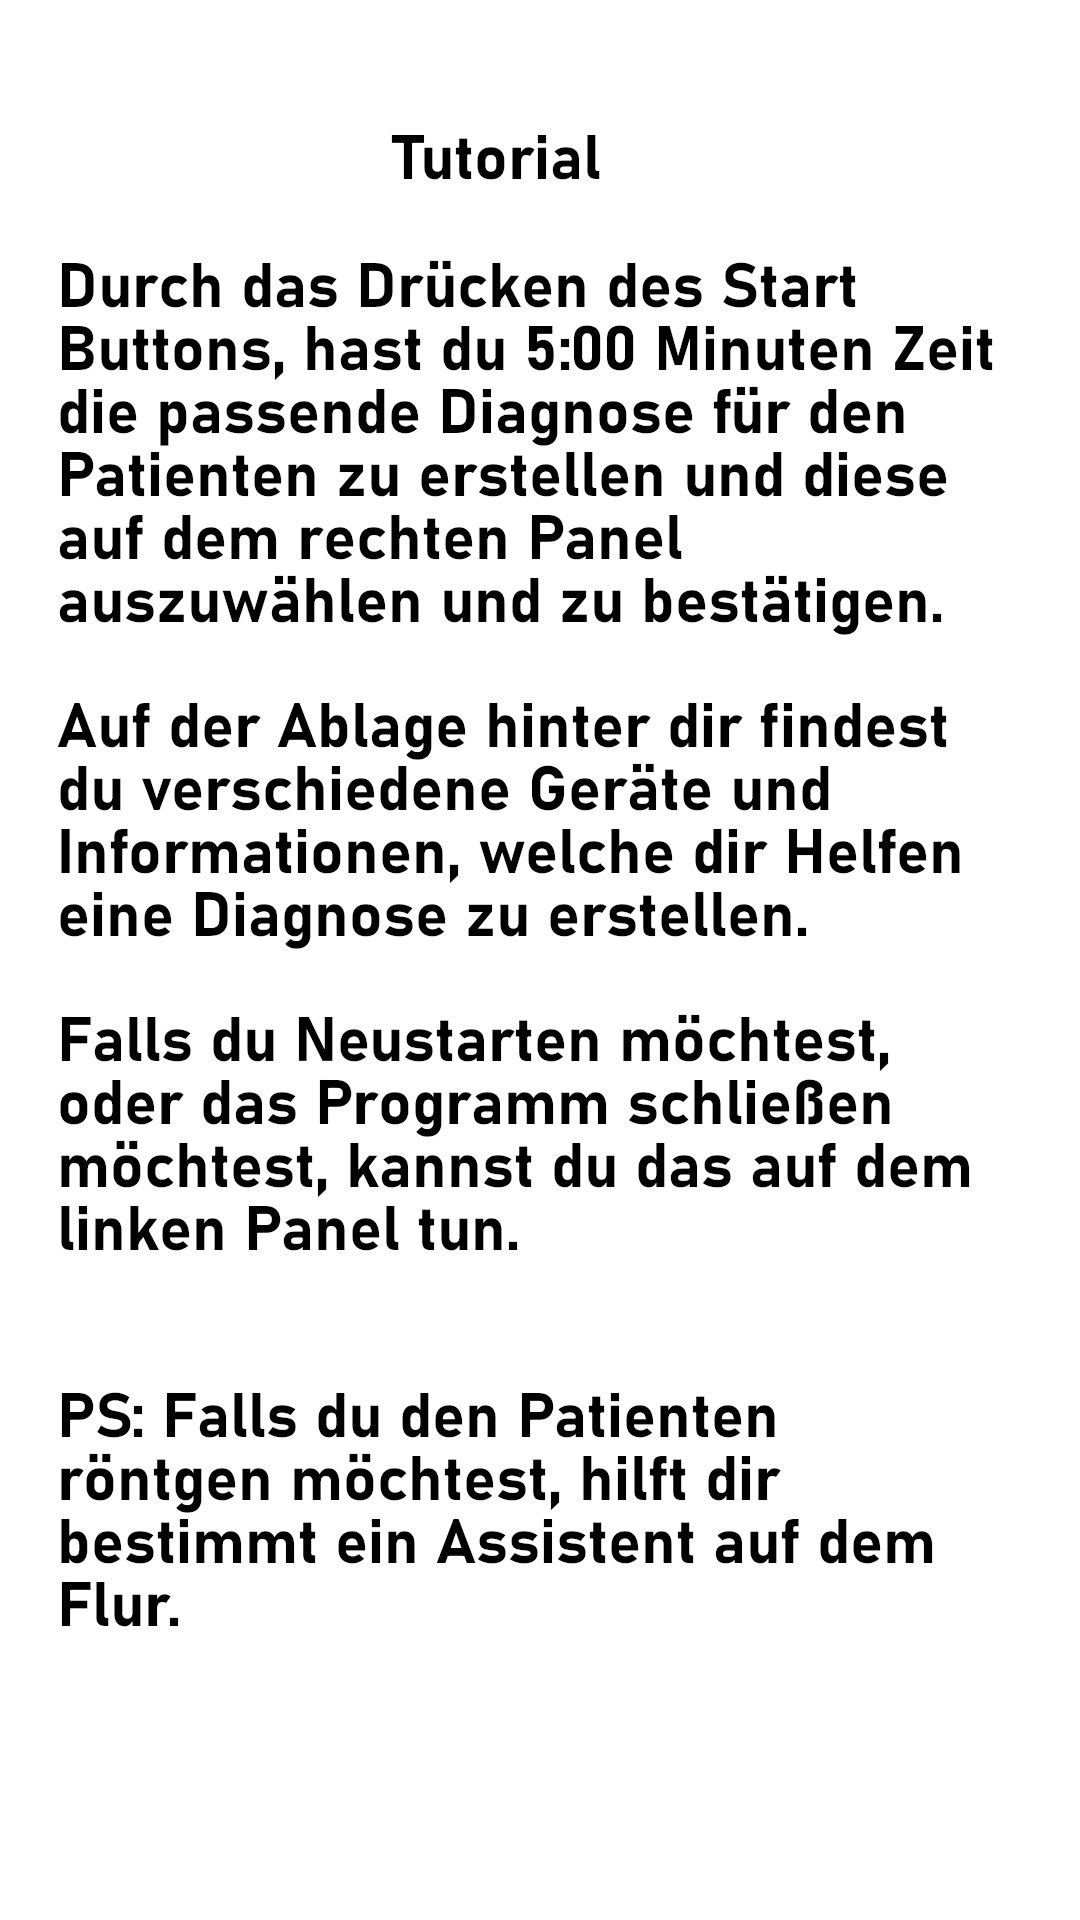 Tutorial
Durch das Drücken des Start
Buttons, hast du 5:00 Minuten Zeit
die passende Diagnose für den
Patienten zu erstellen und diese
auf dem rechten Panel
auszuwählen und zu bestätigen.
Auf der Ablage hinter dir findest
du verschiedene Geräte und
Informationen, welche dir Helfen
eine Diagnose zu erstellen.
Falls du Neustarten möchtest,
oder das Programm schließen
möchtest, kannst du das auf dem
linken Panel tun.
PS: Falls du den Patienten
röntgen möchtest, hilft dir
bestimmt ein Assistent auf dem
Flur.